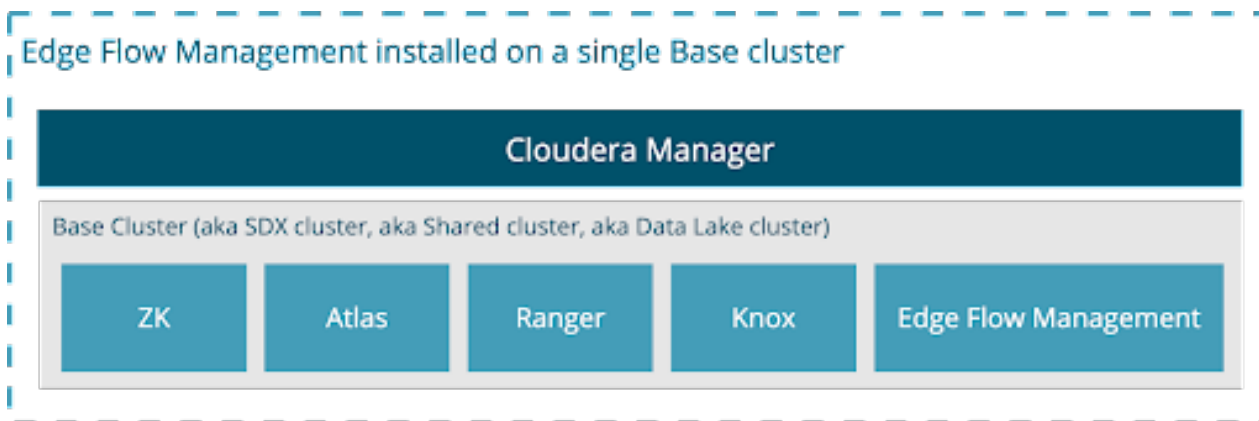 Edge Flow Management installed on a single Base cluster
Cloudera Manager
Base Cluster (aka SDX cluster, aka Shared cluster, aka Data Lake cluster)
ZK
Atlas
Ranger
Knox
Edge Flow Management